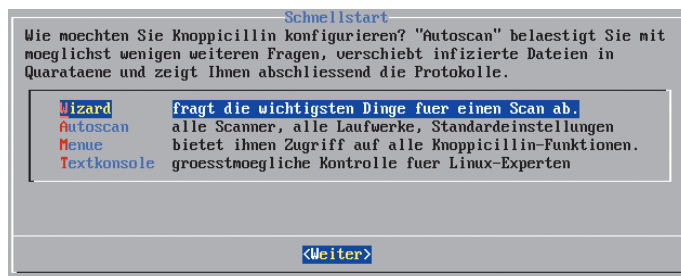 Schnellstart
Wie moechten Sie Knoppicillin konfigurieren? "Autoscan" belaestigt Sie mit
moeglichst wenigen weiteren Fragen, verschiebt infizierte Dateien in
Quarataene und zeigt Ihnen abschliessend die Protokolle.
Wizard fragt die wichtigsten Dinge fuer einen Scan ab.
Autoscan alle Scanner, alle Laufwerke, Standardeinstellungen
Menue bietet ihnen Zugriff auf alle Knoppicillin-Funktionen.
Textkonsole groesstmoegliche Kontrolle fuer Linux-Experten
<Weiter>